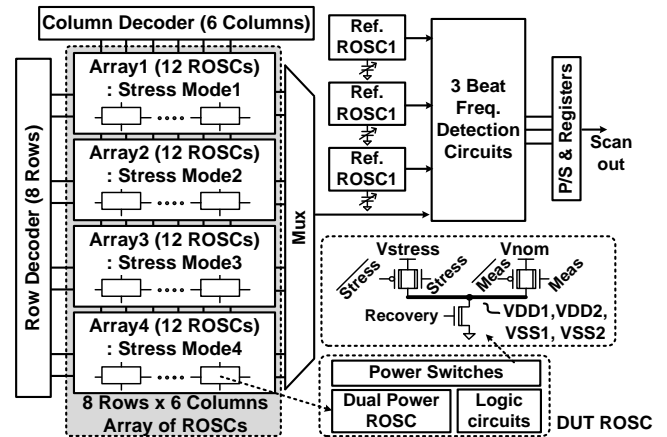 Column Decoder (6 Columns)
Row Decoder (8 Rows)
Array1 (12 ROSCs)
: Stress Mode1
Array2 (12 ROSCs)
: Stress Mode2
Array3 (12 ROSCs)
: Stress Mode3
Array4 (12 ROSCs)
: Stress Mode4
8 Rows x 6 Columns
Array of ROSCs
Mux
Ref.
ROSC1
Ref.
ROSC1
Ref.
ROSC1
3 Beat
Freq.
Detection
Circuits
P/S & Registers
Scan
out
Vstress
Vnom
Stress
Stress
Meas
Meas
Recovery
VDD1,VDD2,
VSS1, VSS2
Power Switches
Dual Power
ROSC
Logic
circuits
DUT ROSC